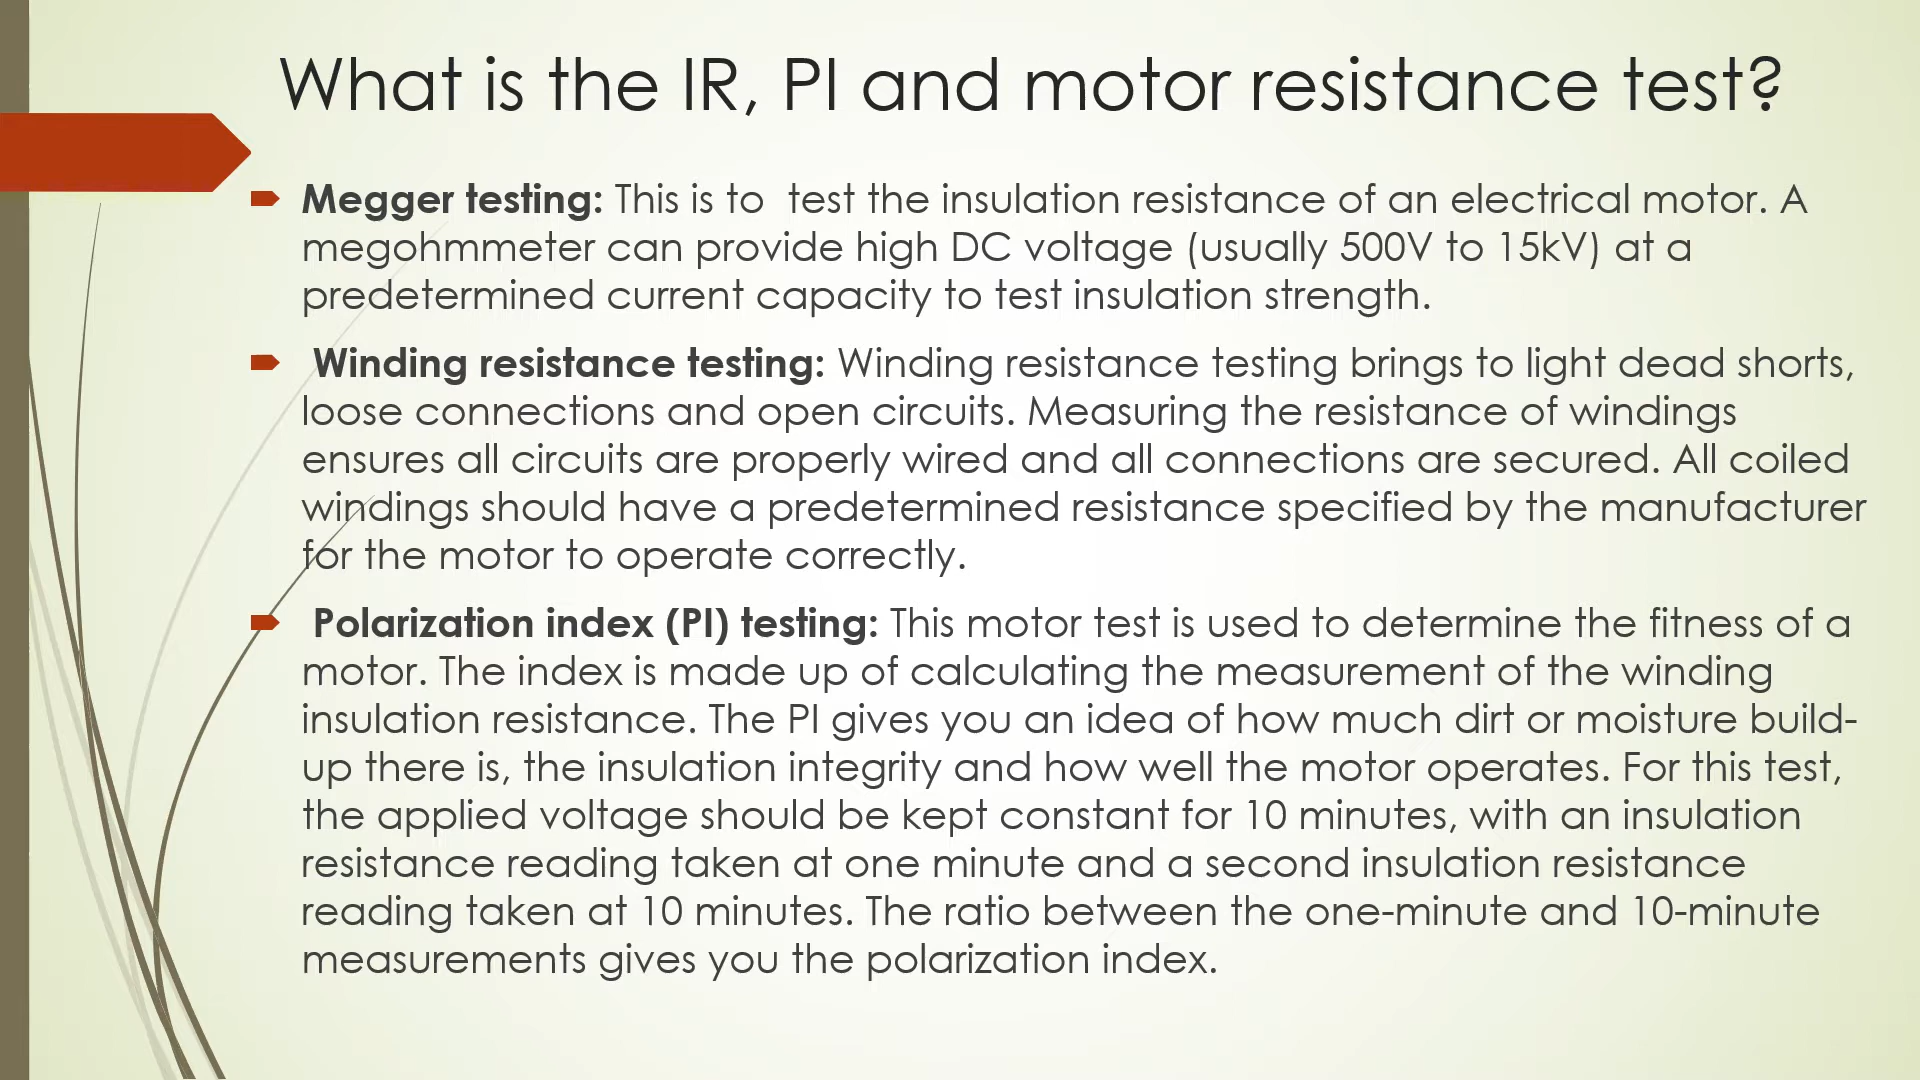 What is the IR, PI and motor resistance test?
Megger testing: This is to  test the insulation resistance of an electrical motor. A
megohmmeter can provide high DC voltage (usually 500V to 15kV) at a
predetermined current capacity to test insulation strength.
Winding resistance testing: Winding resistance testing brings to light dead shorts,
loose connections and open circuits. Measuring the resistance of windings
ensures all circuits are properly wired and all connections are secured. All coiled
windings should have a predetermined resistance specified by the manufacturer
for the motor to operate correctly.
Polarization index (PI) testing: This motor test is used to determine the fitness of a
motor. The index is made up of calculating the measurement of the winding
insulation resistance. The PI gives you an idea of how much dirt or moisture build-
up there is, the insulation integrity and how well the motor operates. For this test,
the applied voltage should be kept constant for 10 minutes, with an insulation
resistance reading taken at one minute and a second insulation resistance
reading taken at 10 minutes. The ratio between the one-minute and 10-minute
measurements gives you the polarization index.